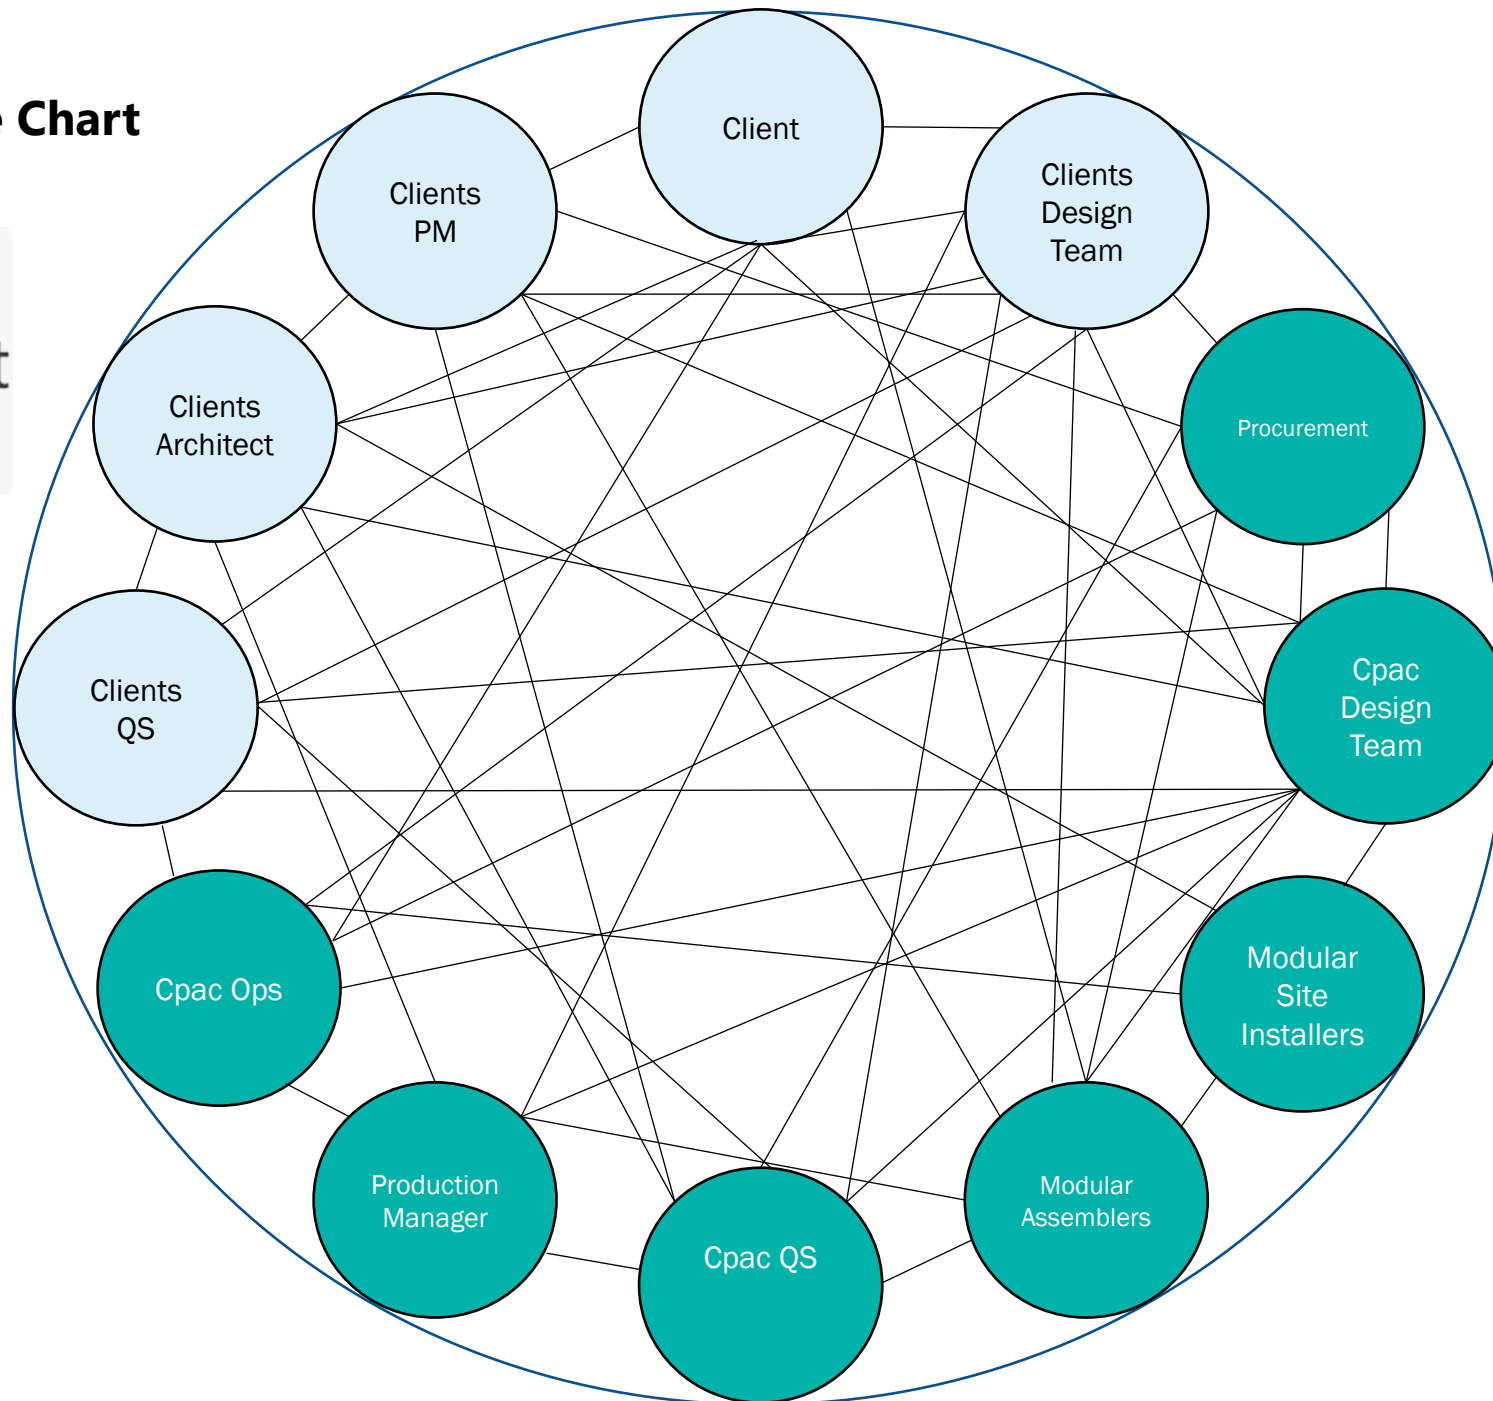 Chart
Client
Clients
PM
Clients
Design
Team
Clients
Architect
Procurement
Clients
QS
Cpac
Design
Team
Cpac Ops
Modular
Site
Installers
Production
Manager
Cpac QS
Modular
Assemblers